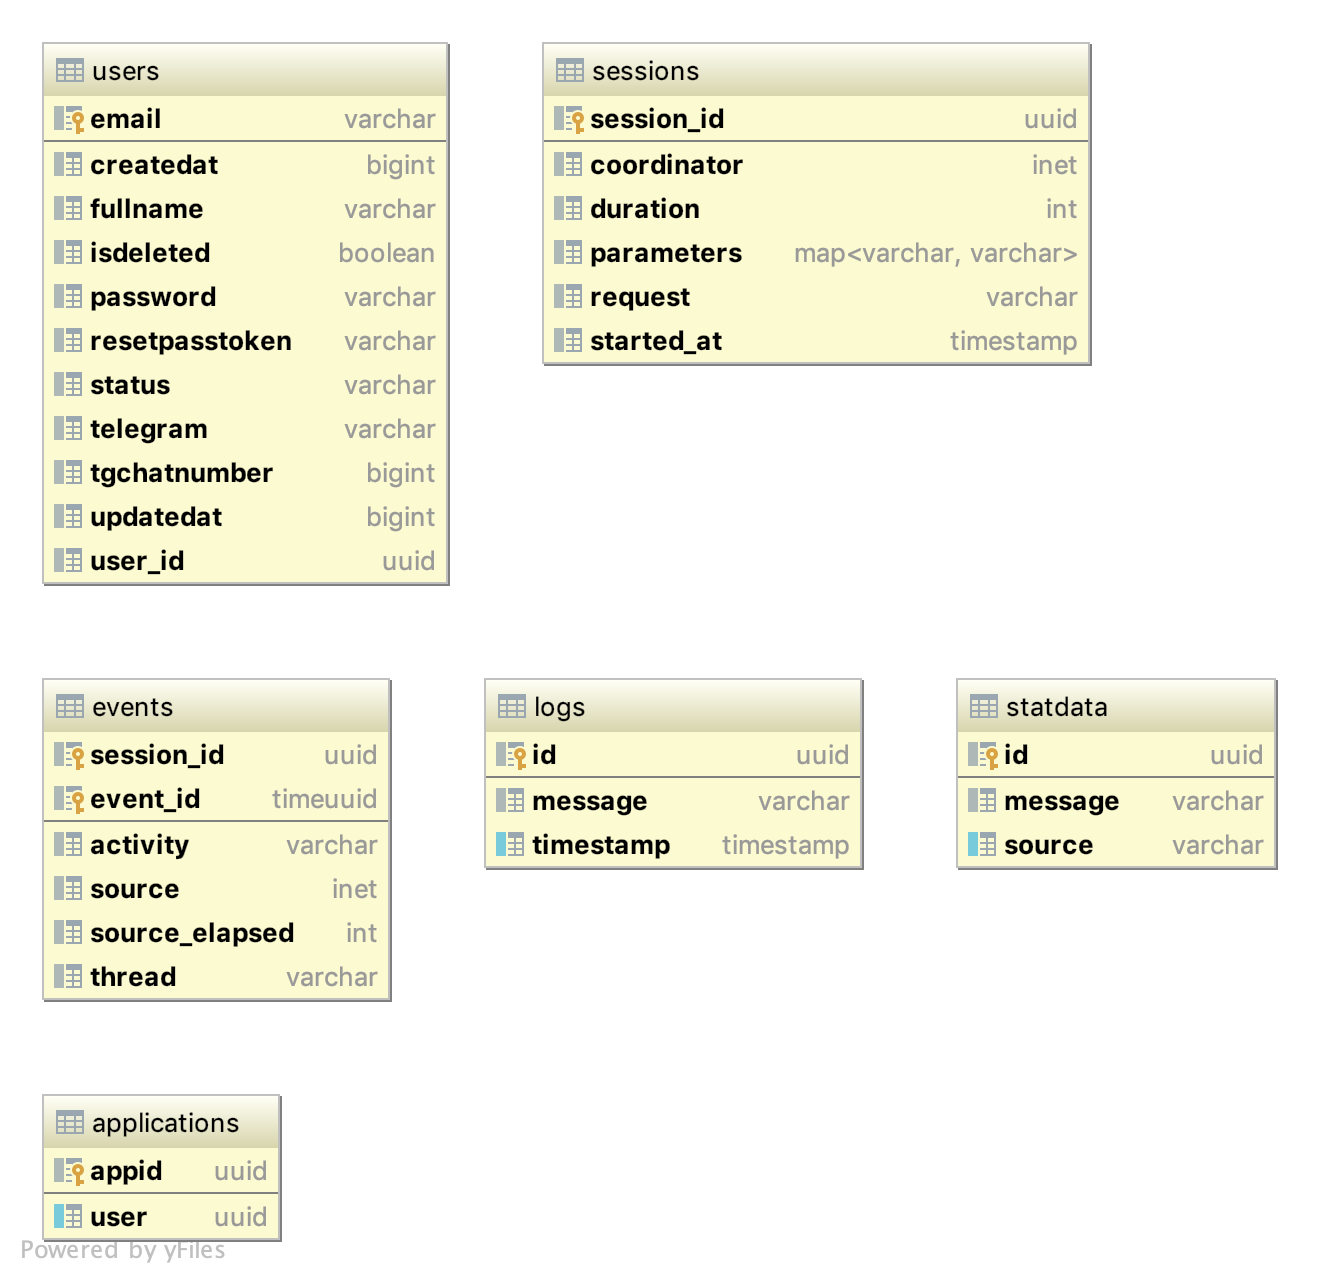 users
email varchar
createdat bigint
fullname varchar
isdeleted boolean
password varchar
resetpasstoken varchar
status varchar
telegram varchar
tgchatnumber bigint
updatedat bigint
user_id uuid
sessions
session_id uuid
coordinator inet
duration int
parameters map<varchar, varchar>
request varchar
started_at timestamp
events
session_id uuid
event_id timeuuid
activity varchar
source inet
source_elapsed int
thread varchar
logs
id uuid
message varchar
timestamp timestamp
statdata
id uuid
message varchar
source varchar
applications
appid uuid
user uuid
Powered by yFiles